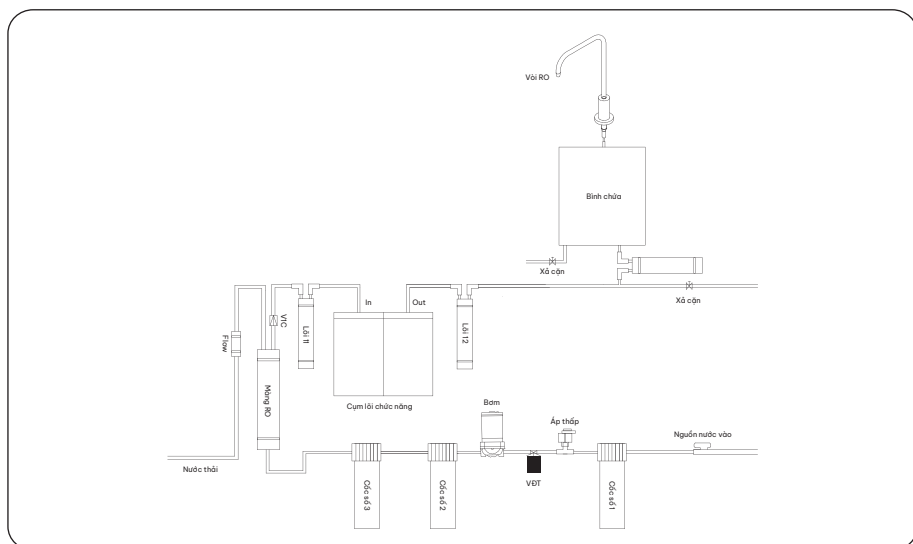 Vòi RO
Bình chứa
Xả cặn
Xả cặn
In
Out
V1C
Flow
Lõi 11
Lõi 12
Màng RO
Cụm lõi chức năng
Bơm
Áp thấp
Nguồn nước vào
Nước thải
VĐT
Cốc số 3
Cốc số 2
Cốc số 1